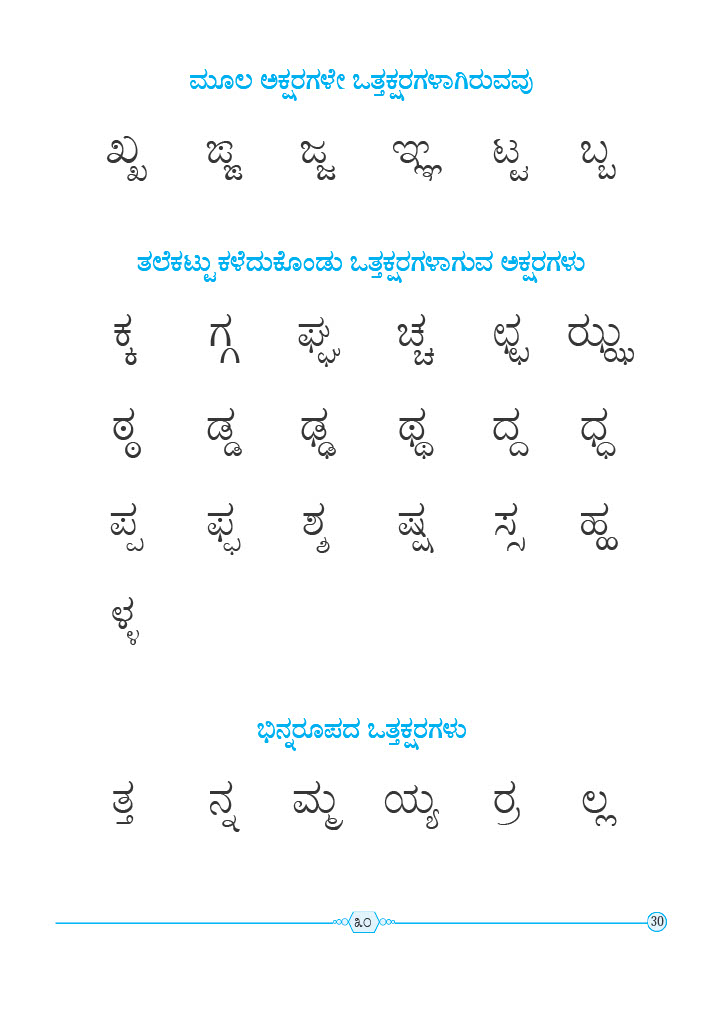 ಮೂಲ ಅಕ್ಷರಗಳೇ ಒತ್ತಕ್ಷರಗಳಾಗಿರುವವು
ಖ್ಖ ಙ್ಙ ಜ್ಜ ಞ್ಞ ಟ್ಟ ಬ್ಬ
ತಲೆಕಟ್ಟು ಕಳೆದುಕೊಂಡು ಒತ್ತಕ್ಷರಗಳಾಗುವ ಅಕ್ಷರಗಳು
ಕ್ಕ ಗ್ಗ ಘ್ಘ ಚ್ಚ ಛ್ಛ ಝ್ಝ
ಠ್ಠ ಡ್ಡ ಢ್ಢ ಥ್ಥ ದ್ದ ಧ್ಧ
ಪ್ಪ ಫ್ಫ ಶ್ಶ ಷ್ಷ ಸ್ಸ ಹ್ಹ
ಳ್ಳ
ಭಿನ್ನರೂಪದ ಒತ್ತಕ್ಷರಗಳು
ತ್ತ ನ್ನ ಮ್ಮ ಯ್ಯ ರ್ರ ಲ್ಲ
೩೦ 30